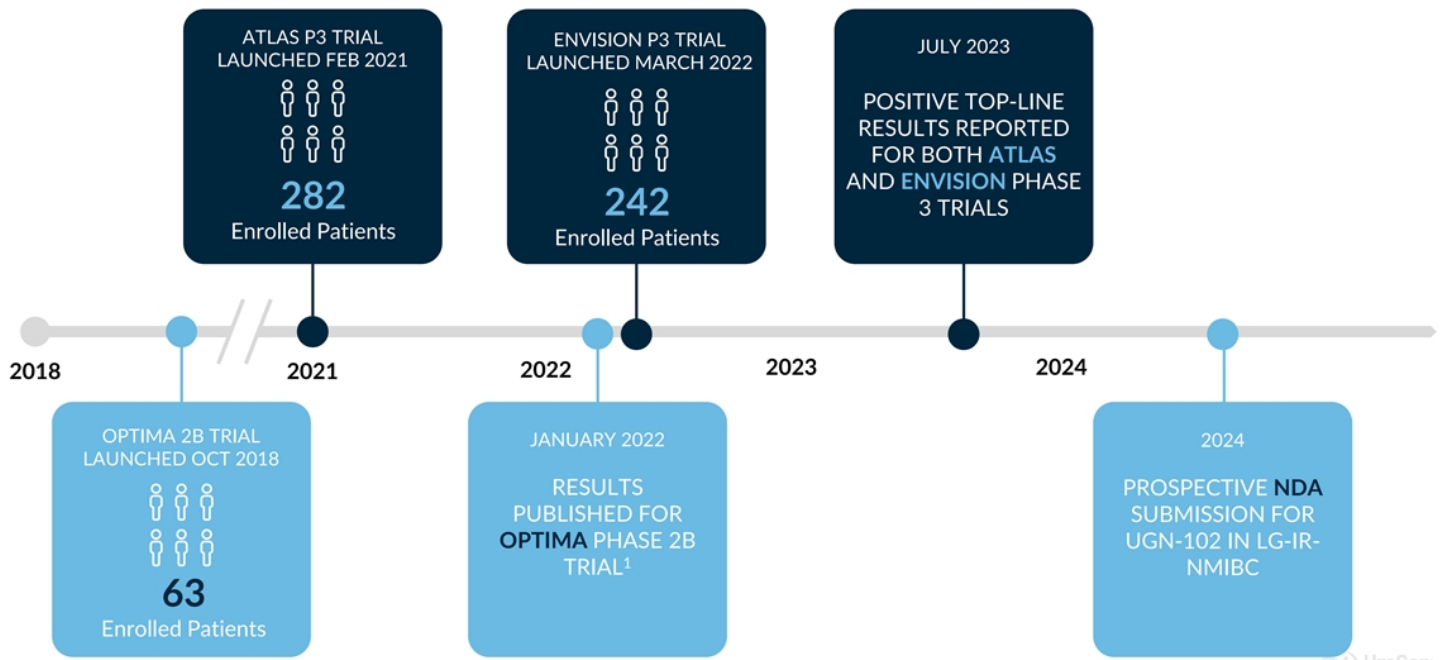 ATLAS P3 TRIAL
LAUNCHED FEB 2021
282
Enrolled Patients
ENVISION P3 TRIAL
LAUNCHED MARCH 2022
242
Enrolled Patients
JULY 2023
POSITIVE TOP-LINE
RESULTS REPORTED
FOR BOTH ATLAS
AND ENVISION PHASE
3 TRIALS
2018
2021
2022
2023
2024
OPTIMA 2B TRIAL
LAUNCHED OCT 2018
63
Enrolled Patients
JANUARY 2022
RESULTS
PUBLISHED FOR
OPTIMA PHASE 2B
TRIAL¹
2024
PROSPECTIVE NDA
SUBMISSION FOR
UGN-102 IN LG-IR-
NMIBC